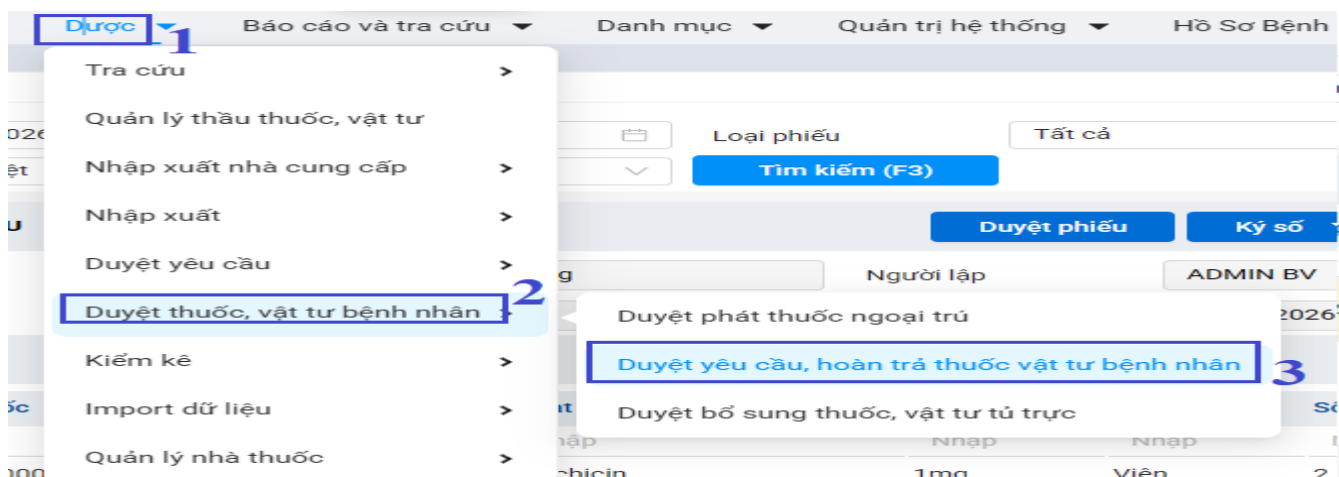 Dược 1 Báo cáo và tra cứu Danh mục Quản trị hệ thống Hồ Sơ Bệnh
Tra cứu
Quản lý thầu thuốc, vật tư
Loại phiếu Tất cả
Nhập xuất nhà cung cấp
Tìm kiếm (F3)
Nhập xuất
Duyệt phiếu Ký số
Duyệt yêu cầu
Người lập ADMIN BV
Duyệt thuốc, vật tư bệnh nhân 2
Duyệt phát thuốc ngoại trú
Kiểm kê
Duyệt yêu cầu, hoàn trả thuốc vật tư bệnh nhân 3
Import dữ liệu
Duyệt bổ sung thuốc, vật tư tủ trực
Nhập Nhập
Quản lý nhà thuốc
chicin 1mg Viên